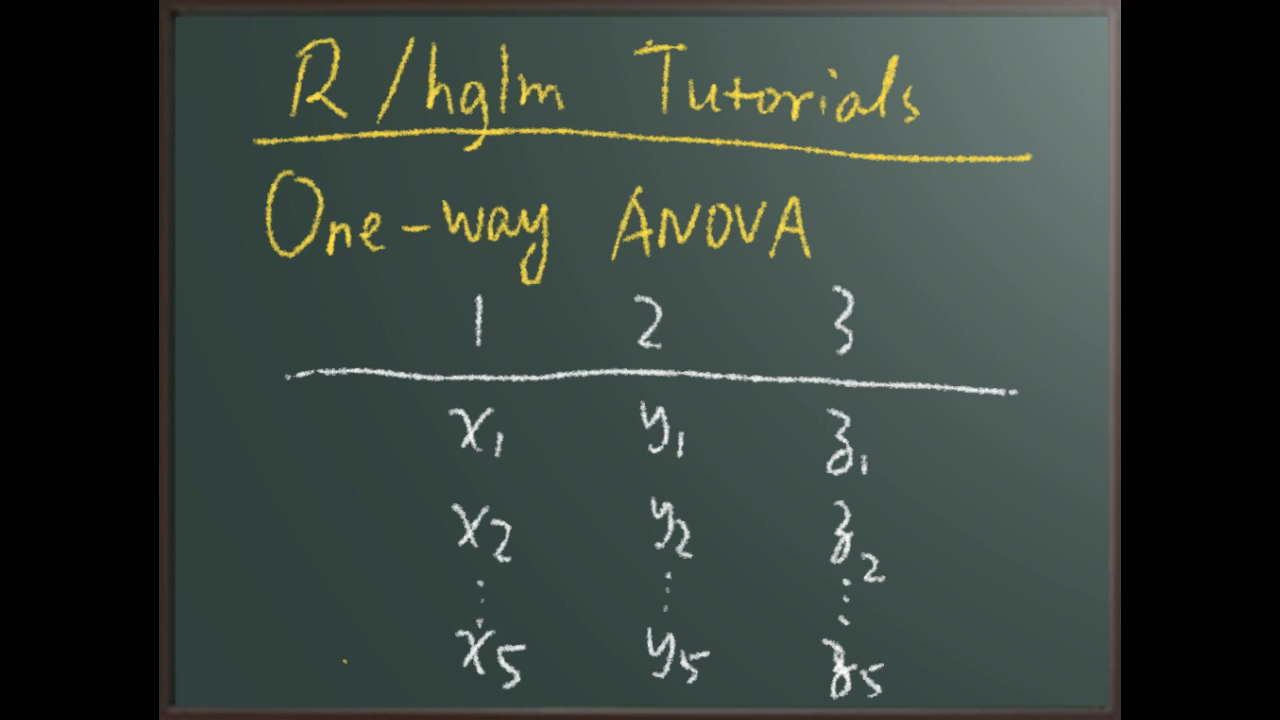 R/hglm Tutorials
One-way ANOVA
1 2 3
x₁ y₁ z₁
x₂ y₂ z₂
⋮ ⋮ ⋮
x₅ y₅ z₅